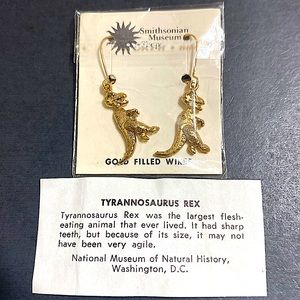 Smithsonian
Museum
GOLD FILLED WIRES
TYRANNOSAURUS REX
Tyrannosaurus Rex was the largest flesh-
eating animal that ever lived. It had sharp
teeth, but because of its size, it may not
have been very agile.
National Museum of Natural History,
Washington, D.C.